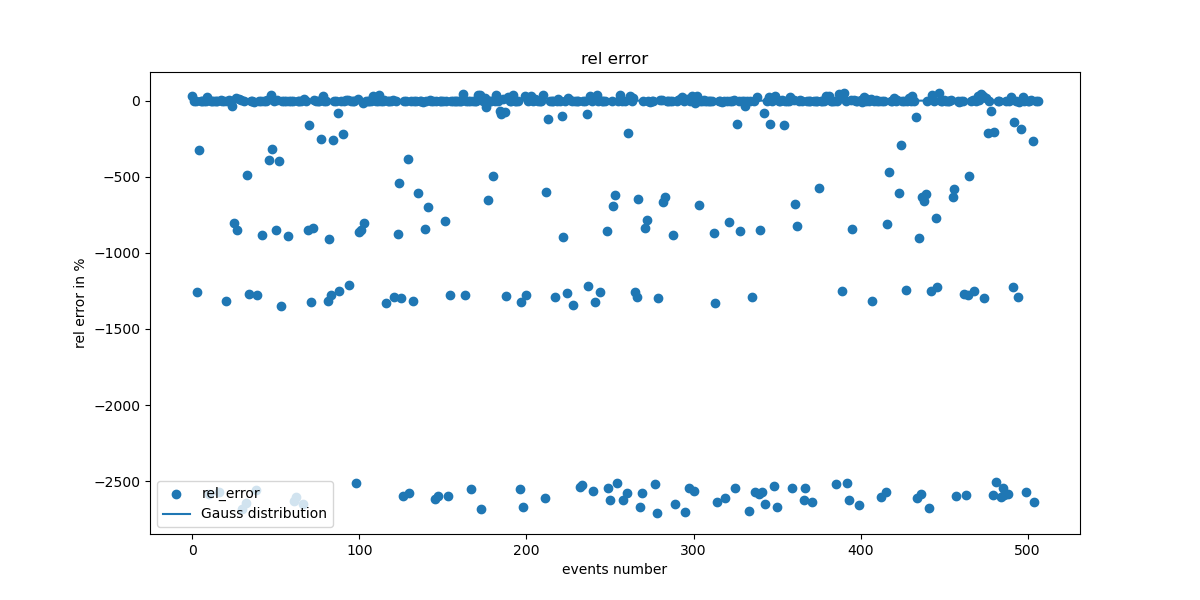 rel error
0
−500
−1000
−1500
−2000
−2500
rel error in %
rel_error
Gauss distribution
0 100 200 300 400 500
events number